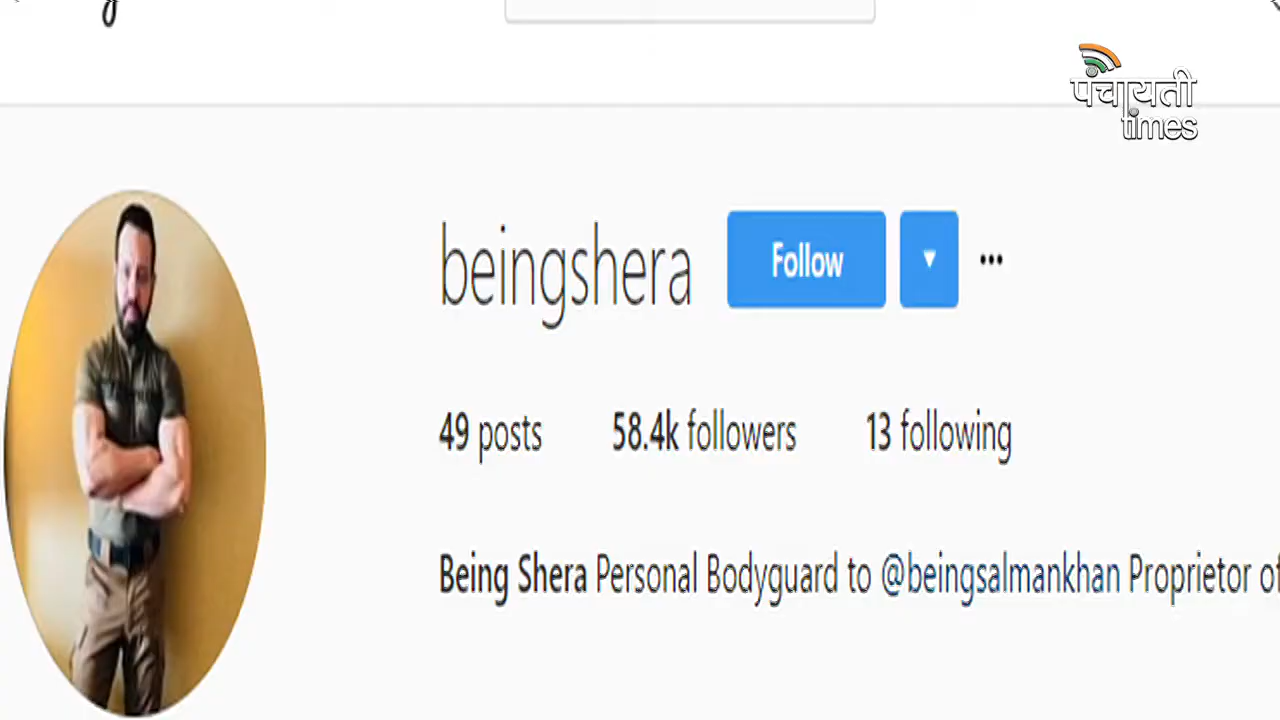 पंचायती
times
beingshera Follow
49 posts 58.4k followers 13 following
Being Shera Personal Bodyguard to @beingsalmankhan Proprietor of